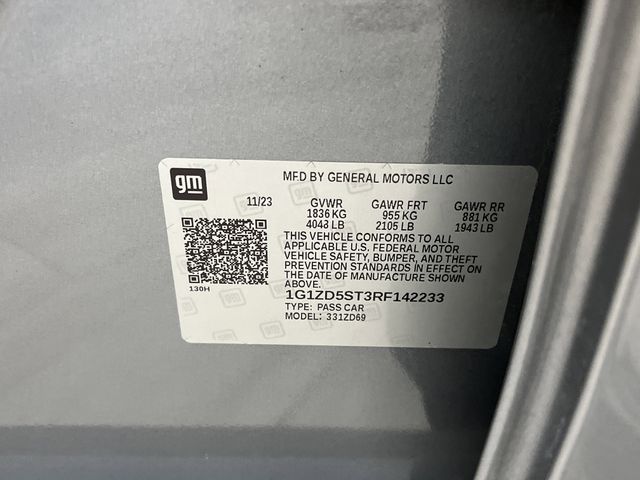 gm
MFD BY GENERAL MOTORS LLC
11/23 GVWR GAWR FRT GAWR RR
1836 KG 955 KG 881 KG
4048 LB 2105 LB 1943 LB
THIS VEHICLE CONFORMS TO ALL
APPLICABLE U.S. FEDERAL MOTOR
VEHICLE SAFETY, BUMPER, AND THEFT
PREVENTION STANDARDS IN EFFECT ON
THE DATE OF MANUFACTURE SHOWN
ABOVE.
130H
1G1ZD5ST3RF142233
TYPE: PASS CAR
MODEL: 331ZD69